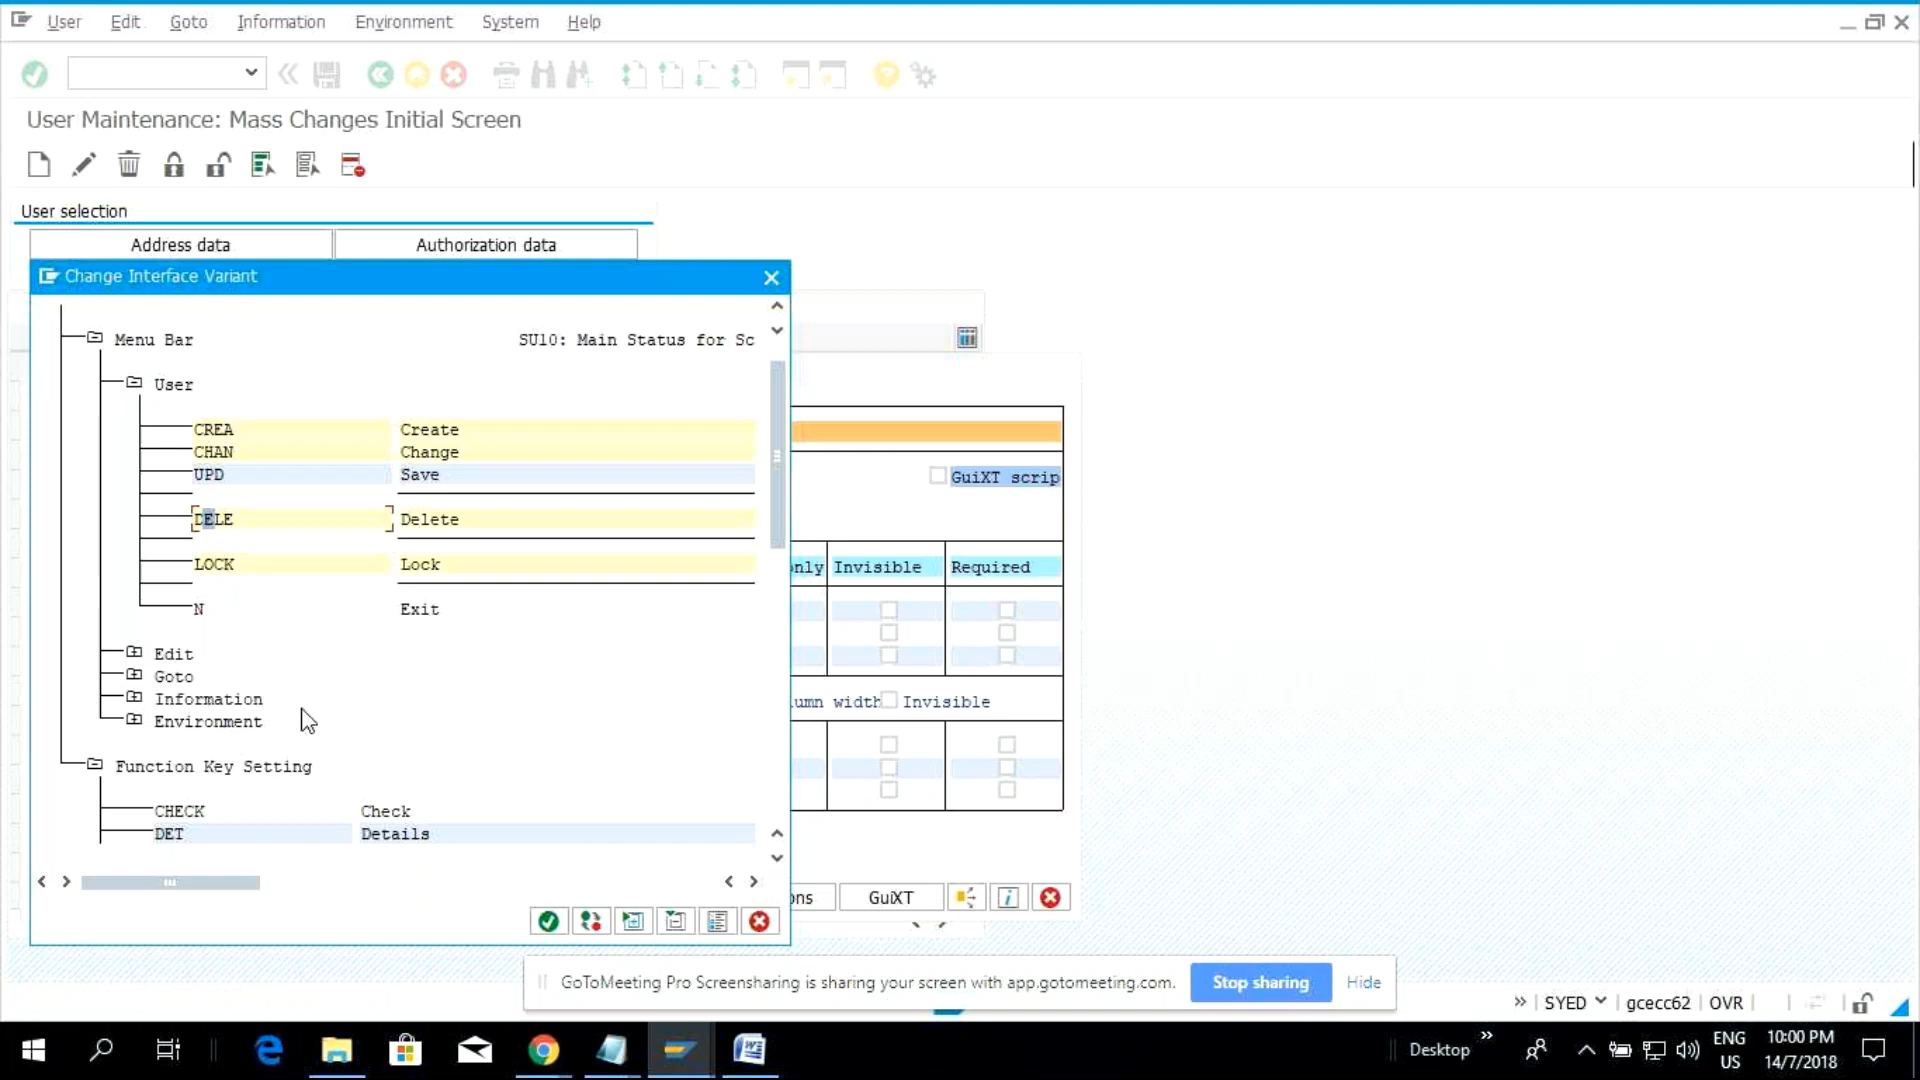 User Edit Goto Information Environment System Help
User Maintenance: Mass Changes Initial Screen
User selection
Address data Authorization data
Change Interface Variant
Menu Bar SU10: Main Status for Sc
User
CREA Create
CHAN Change
UPD Save
GuiXT scrip
DELE Delete
LOCK Lock
nly Invisible Required
N Exit
Edit
Goto
Information
umn width Invisible
Environment
Function Key Setting
CHECK Check
DET Details
ons GuiXT
GoToMeeting Pro Screensharing is sharing your screen with app.gotomeeting.com. Stop sharing Hide
SYED gcecc62 OVR
Desktop
ENG
US
10:00 PM
14/7/2018